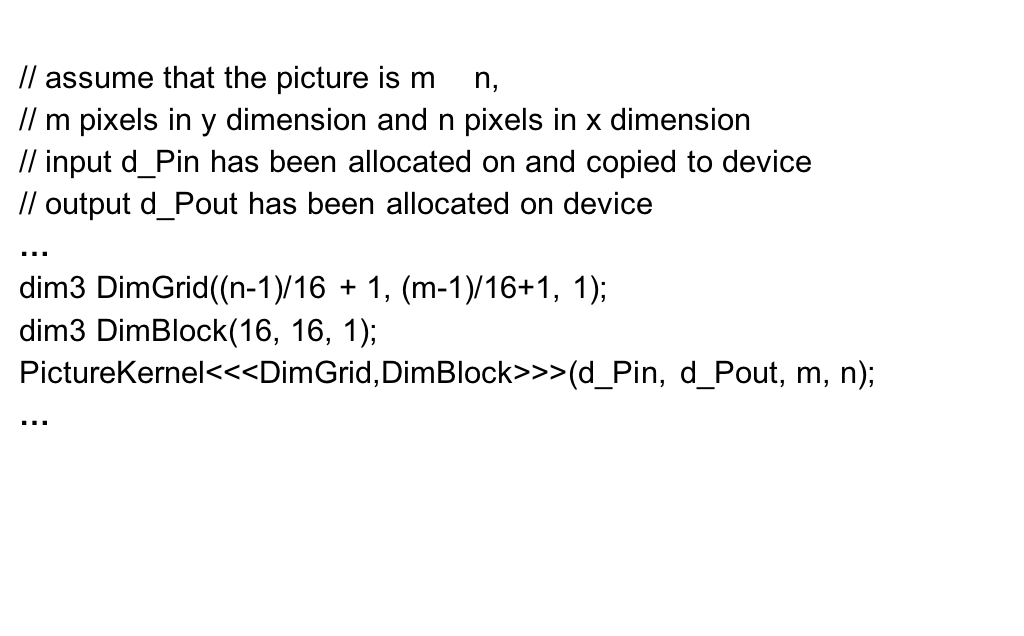 // assume that the picture is m n,
// m pixels in y dimension and n pixels in x dimension
// input d_Pin has been allocated on and copied to device
// output d_Pout has been allocated on device
…
dim3 DimGrid((n-1)/16 + 1, (m-1)/16+1, 1);
dim3 DimBlock(16, 16, 1);
PictureKernel<<<DimGrid,DimBlock>>>(d_Pin, d_Pout, m, n);
…